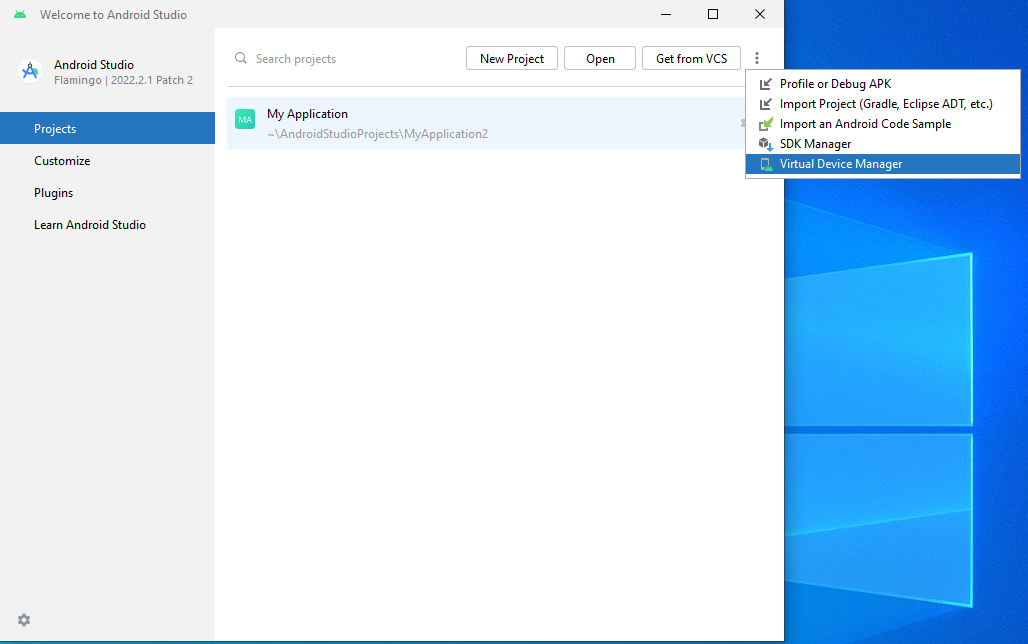 Welcome to Android Studio
Android Studio
Flamingo | 2022.2.1 Patch 2
Projects
Customize
Plugins
Learn Android Studio
Search projects
New Project
Open
Get from VCS
MA
My Application
~\AndroidStudioProjects\MyApplication2
Profile or Debug APK
Import Project (Gradle, Eclipse ADT, etc.)
Import an Android Code Sample
SDK Manager
Virtual Device Manager